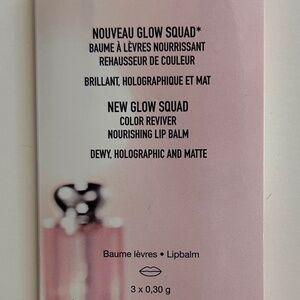 NOUVEAU GLOW SQUAD*
BAUME À LÈVRES NOURRISSANT
REHAUSSEUR DE COULEUR
BRILLANT, HOLOGRAPHIQUE ET MAT
NEW GLOW SQUAD
COLOR REVIVER
NOURISHING LIP BALM
DEWY, HOLOGRAPHIC AND MATTE
Baume lèvres • Lipbalm
3 x 0,30 g